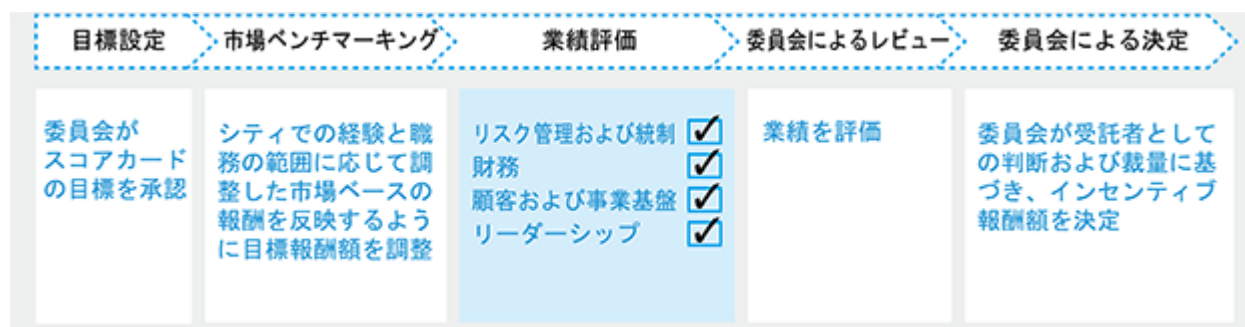 目標設定
市場ベンチマーキング
業績評価
委員会によるレビュー
委員会による決定
委員会が
スコアカード
の目標を承認
シティでの経験と職
務の範囲に応じて調
整した市場ベースの
報酬を反映するよう
に目標報酬額を調整
リスク管理および統制
財務
顧客および事業基盤
リーダーシップ
業績を評価
委員会が受託者として
の判断および裁量に基
づき、インセンティブ
報酬額を決定